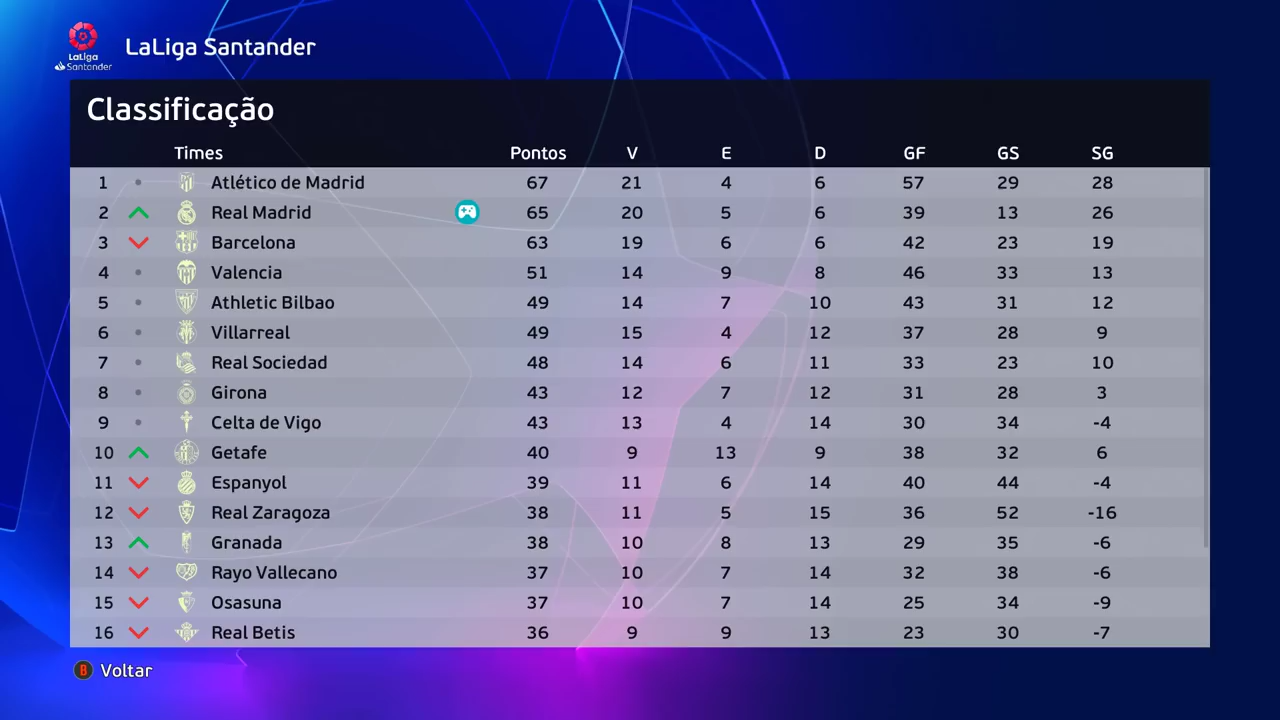 LaLiga Santander
LaLiga
Santander
Classificação
Times Pontos V E D GF GS SG
1 Atlético de Madrid 67 21 4 6 57 29 28
2 Real Madrid 65 20 5 6 39 13 26
3 Barcelona 63 19 6 6 42 23 19
4 Valencia 51 14 9 8 46 33 13
5 Athletic Bilbao 49 14 7 10 43 31 12
6 Villarreal 49 15 4 12 37 28 9
7 Real Sociedad 48 14 6 11 33 23 10
8 Girona 43 12 7 12 31 28 3
9 Celta de Vigo 43 13 4 14 30 34 -4
10 Getafe 40 9 13 9 38 32 6
11 Espanyol 39 11 6 14 40 44 -4
12 Real Zaragoza 38 11 5 15 36 52 -16
13 Granada 38 10 8 13 29 35 -6
14 Rayo Vallecano 37 10 7 14 32 38 -6
15 Osasuna 37 10 7 14 25 34 -9
16 Real Betis 36 9 9 13 23 30 -7
B Voltar